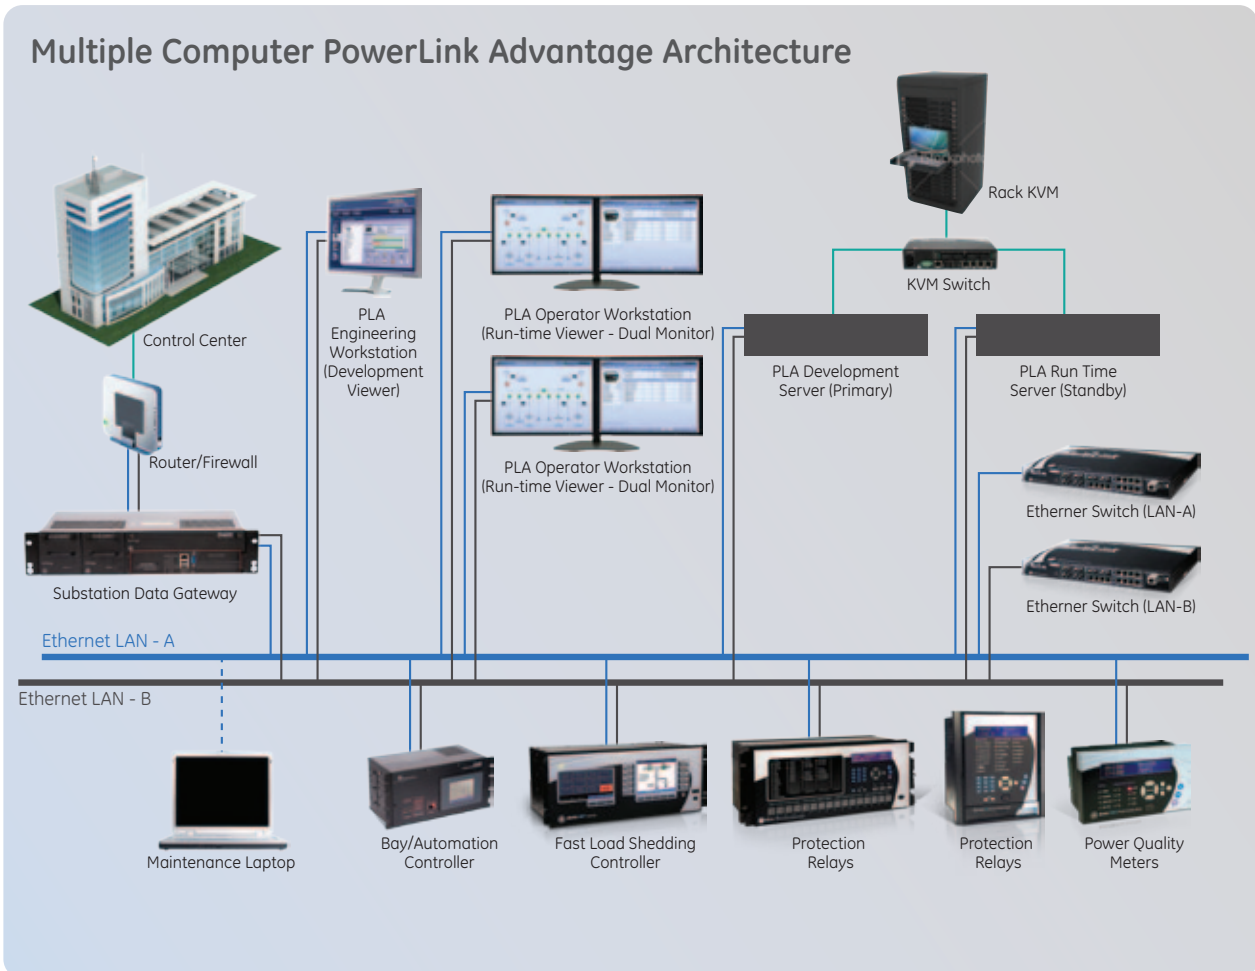 Multiple Computer PowerLink Advantage Architecture
Rack KVM
KVM Switch
Control Center
PLA
Engineering
Workstation
(Development
Viewer)
PLA Operator Workstation
(Run-time Viewer - Dual Monitor)
PLA Development
Server (Primary)
PLA Run Time
Server (Standby)
Router/Firewall
PLA Operator Workstation
(Run-time Viewer - Dual Monitor)
Etherner Switch (LAN-A)
Substation Data Gateway
Etherner Switch (LAN-B)
Ethernet LAN - A
Ethernet LAN - B
Maintenance Laptop
Bay/Automation
Controller
Fast Load Shedding
Controller
Protection
Relays
Protection
Relays
Power Quality
Meters